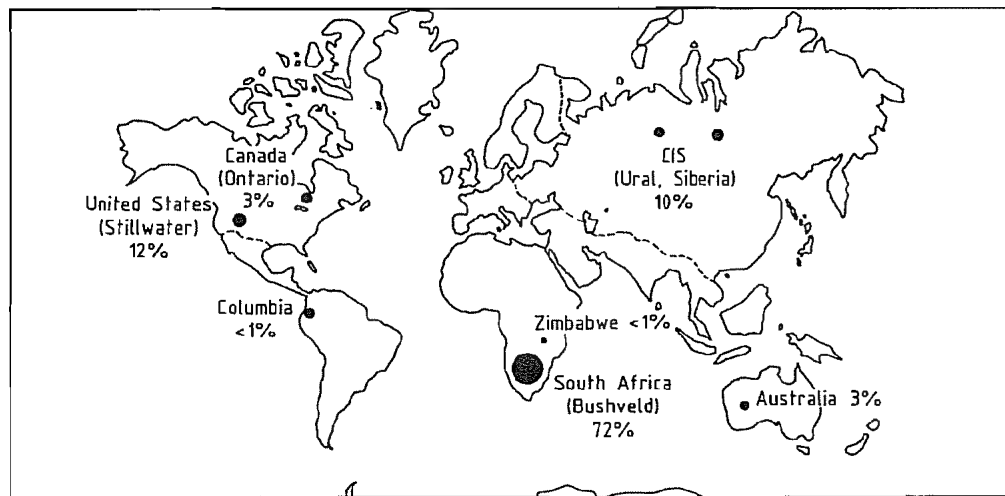 Canada
(Ontario)
3%
United States
(Stillwater)
12%
Columbia
<1%
CIS
(Ural, Siberia)
10%
Zimbabwe <1%
South Africa
(Bushveld)
72%
Australia 3%